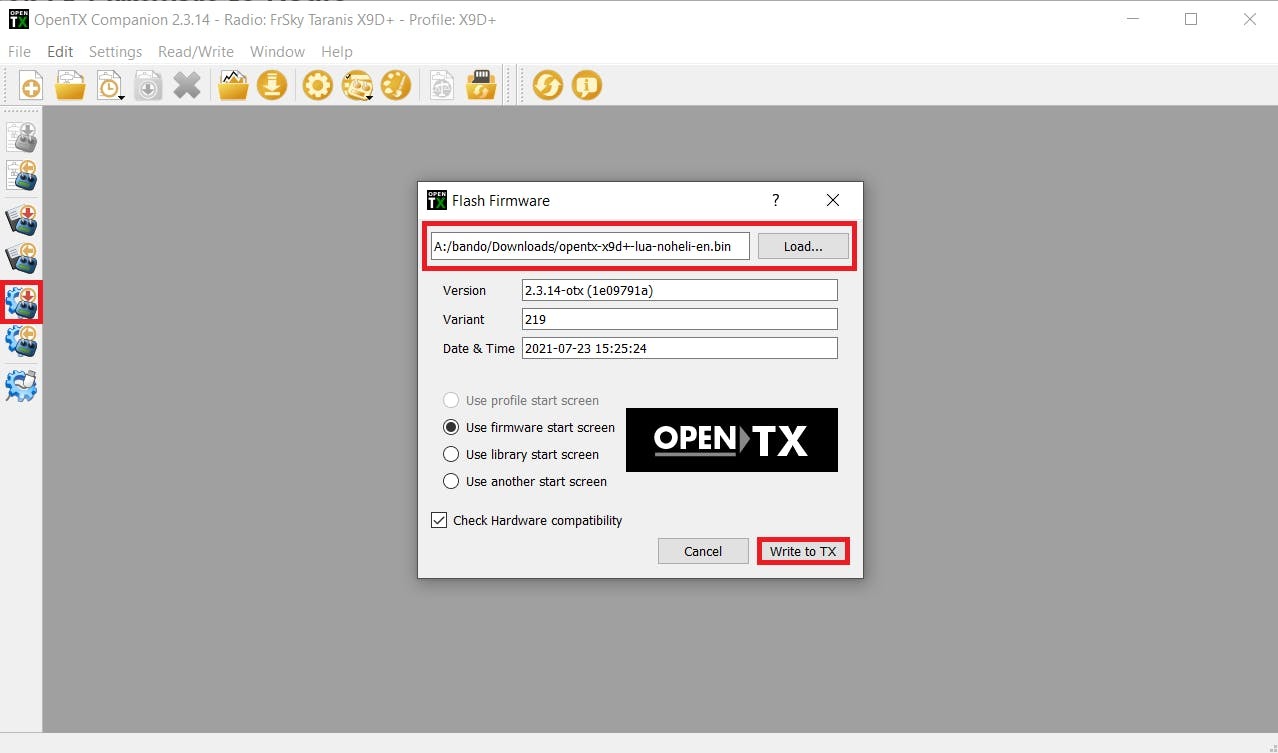 OpenTX Companion 2.3.14 - Radio: FrSky Taranis X9D+ - Profile: X9D+
File Edit Settings Read/Write Window Help
OPEN TX Flash Firmware ?
A:/bando/Downloads/opentx-x9d+-lua-noheli-en.bin Load...
Version 2.3.14-otx (1e09791a)
Variant 219
Date & Time 2021-07-23 15:25:24
Use profile start screen
Use firmware start screen
Use library start screen
Use another start screen
OPEN TX
Check Hardware compatibility
Cancel Write to TX